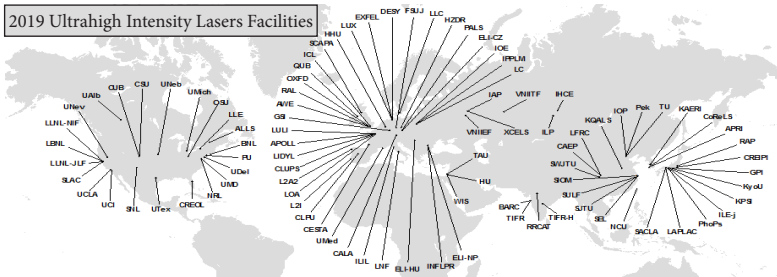 2019 Ultrahigh Intensity Lasers Facilities
UNev
UAlb
CUB
CSU
UNeb
UMich
OSU
LLE
ALLS
BNL
PU
UDel
UMD
NRL
CREOL
UTex
SNL
UCI
UCLA
SLAC
LLNL-JLF
LBNL
LLNL-NIF
DESY
FSUJ
LLC
HZDR
PALS
ELI-CZ
IOE
IPPLM
LC
EXFEL
LUX
HHU
SCAPA
ICL
QUB
OXFD
RAL
AWE
GSI
LULI
APOLL
LIDYL
CLUPS
L2A2
LOA
L2I
CLPU
CESTA
UMed
CALA
ILIL
LNF
ELI-HU
INFLPR
ELI-NP
WIS
HU
TAU
IAP
VNIITF
IHCE
VNIIEF
XCELS
ILP
BARC
TIFR
RRCAT
TIFR-H
KQALS
LFRC
CAEP
SWJTU
SIOM
SULF
SJTU
SEL
NCU
IOP
Pek
TU
KAERI
CoReLS
APRI
RAP
CREIPI
GPI
KyoU
KPSI
ILE-j
PhoPs
LAPLAC
SACLA